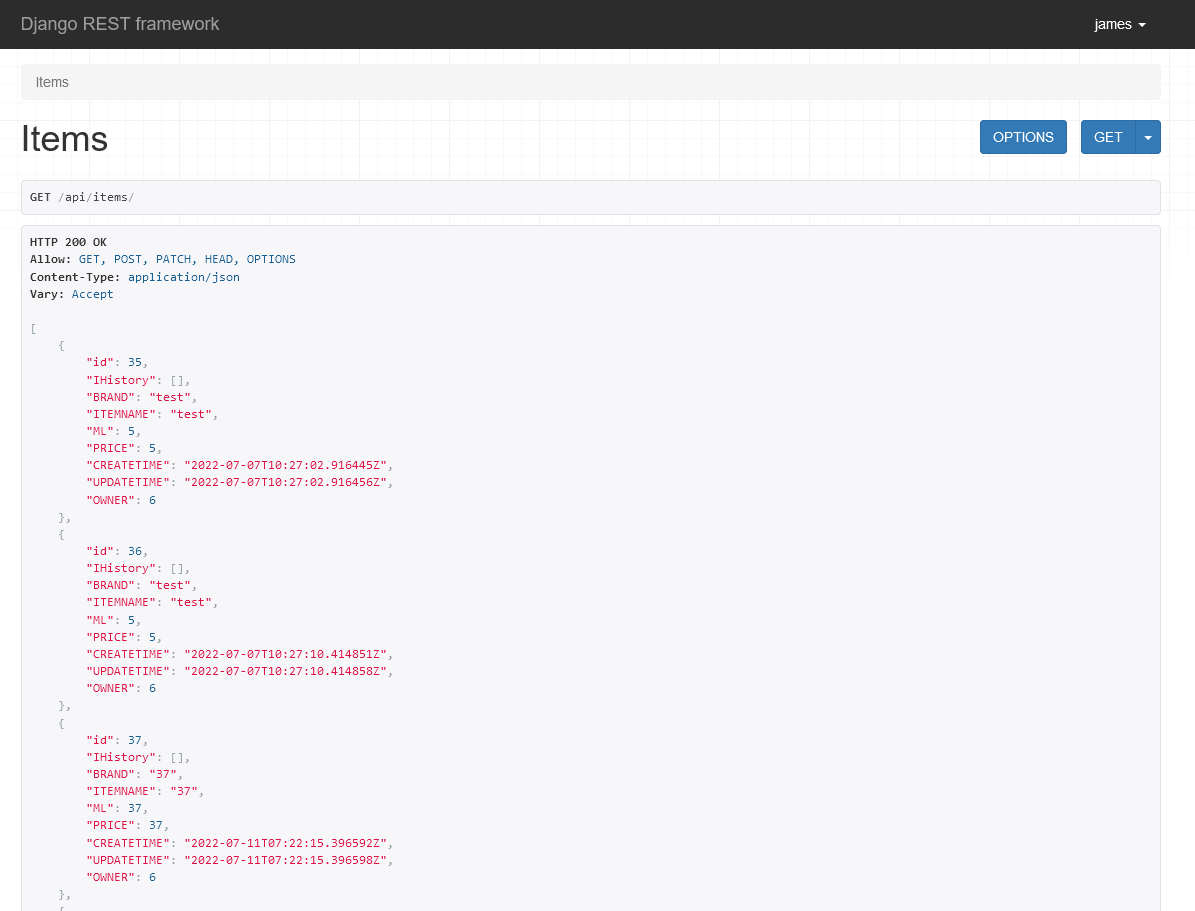 Django REST framework
james
Items
Items
OPTIONS
GET
GET /api/items/
HTTP 200 OK
Allow: GET, POST, PATCH, HEAD, OPTIONS
Content-Type: application/json
Vary: Accept
[
    {
        "id": 35,
        "IHistory": [],
        "BRAND": "test",
        "ITEMNAME": "test",
        "ML": 5,
        "PRICE": 5,
        "CREATETIME": "2022-07-07T10:27:02.916445Z",
        "UPDATETIME": "2022-07-07T10:27:02.916456Z",
        "OWNER": 6
    },
    {
        "id": 36,
        "IHistory": [],
        "BRAND": "test",
        "ITEMNAME": "test",
        "ML": 5,
        "PRICE": 5,
        "CREATETIME": "2022-07-07T10:27:10.414851Z",
        "UPDATETIME": "2022-07-07T10:27:10.414858Z",
        "OWNER": 6
    },
    {
        "id": 37,
        "IHistory": [],
        "BRAND": "37",
        "ITEMNAME": "37",
        "ML": 37,
        "PRICE": 37,
        "CREATETIME": "2022-07-11T07:22:15.396592Z",
        "UPDATETIME": "2022-07-11T07:22:15.396598Z",
        "OWNER": 6
    },
    {